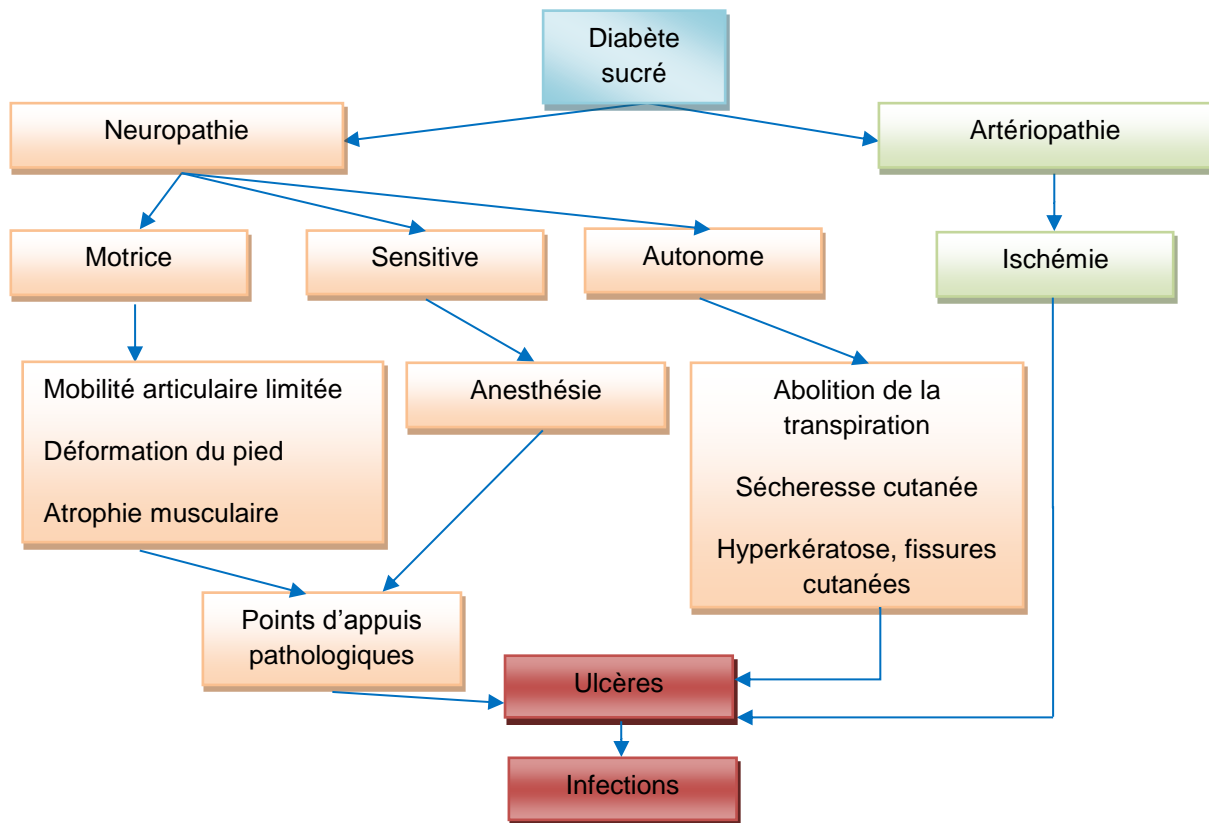 Diabète
sucré
Neuropathie
Artériopathie
Motrice
Sensitive
Autonome
Ischémie
Mobilité articulaire limitée
Déformation du pied
Atrophie musculaire
Anesthésie
Abolition de la
transpiration
Sécheresse cutanée
Hyperkératose, fissures
cutanées
Points d’appuis
pathologiques
Ulcères
Infections